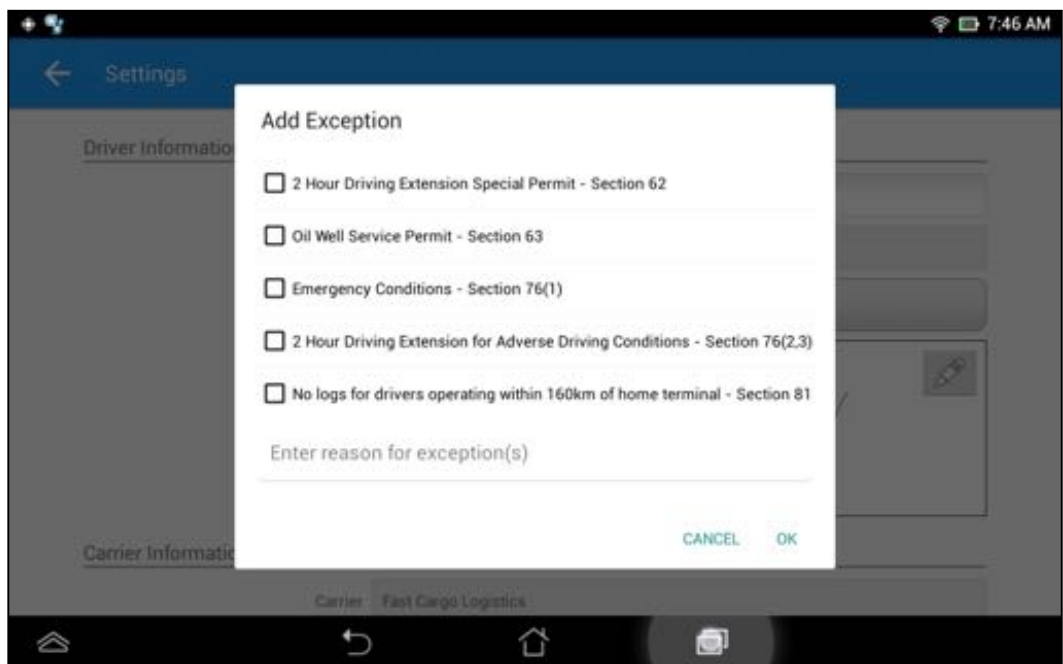 7:46 AM
Settings
Driver Informatio
Add Exception
2 Hour Driving Extension Special Permit - Section 62
Oil Well Service Permit - Section 63
Emergency Conditions - Section 76(1)
2 Hour Driving Extension for Adverse Driving Conditions - Section 76(2,3)
No logs for drivers operating within 160km of home terminal - Section 81
Enter reason for exception(s)
CANCEL OK
Carrier Informatio
Carrier Fast Cargo Logistics